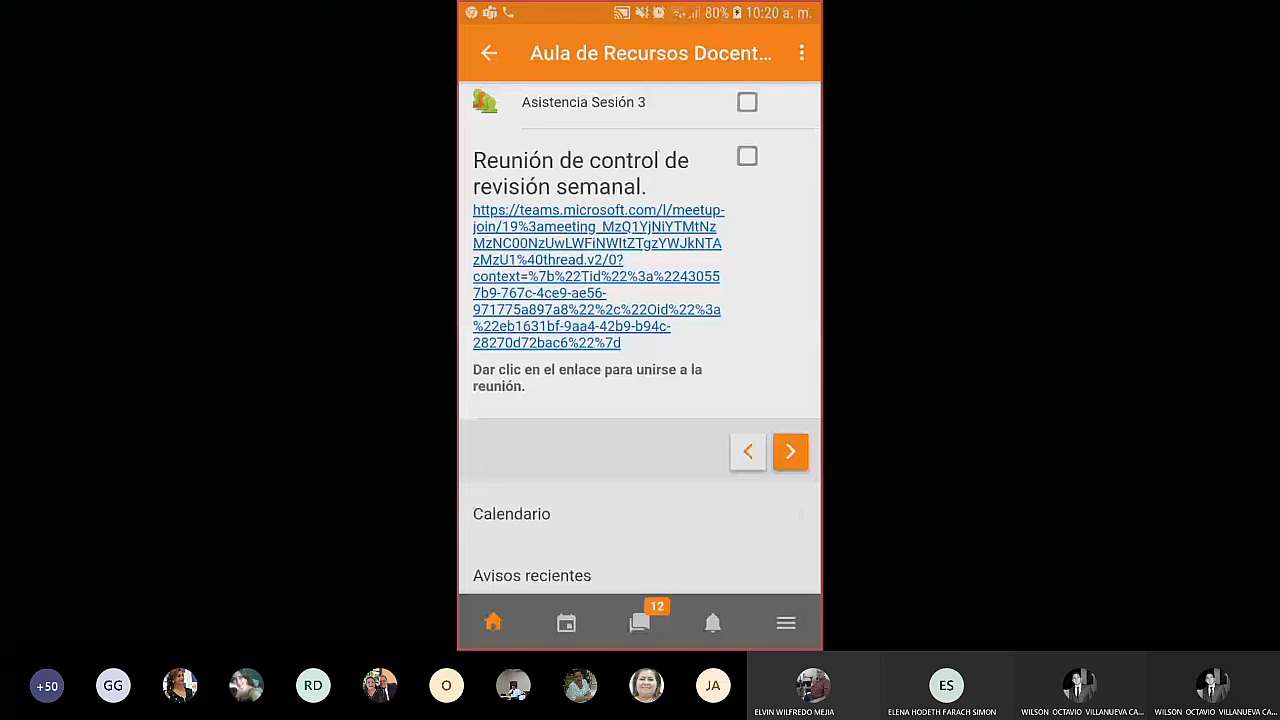 80% 10:20 a. m.
Aula de Recursos Docent...
Asistencia Sesión 3
Reunión de control de
revisión semanal.
https://teams.microsoft.com/l/meetup-
join/19%3ameeting_MzQ1YjNiYTMtNz
MzNC00NzUwLWFiNWItZTgzYWJkNTA
zMzU1%40thread.v2/0?
context=%7b%22Tid%22%3a%2243055
7b9-767c-4ce9-ae56-
971775a897a8%22%2c%22Oid%22%3a
%22eb1631bf-9aa4-42b9-b94c-
28270d72bac6%22%7d
Dar clic en el enlace para unirse a la
reunión.
Calendario
Avisos recientes
12
+50 GG RD O JA ES
ELVIN WILFREDO MEJIA ELENA HODETH FARACH SIMON WILSON OCTAVIO VILLANUEVA CA... WILSON OCTAVIO VILLANUEVA CA...